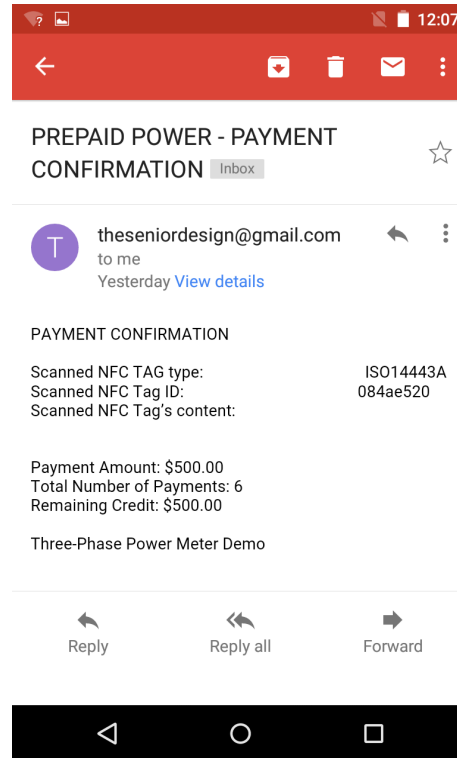 12:07
PREPAID POWER - PAYMENT
CONFIRMATION Inbox
T
theseniordesign@gmail.com
to me
Yesterday View details
PAYMENT CONFIRMATION
Scanned NFC TAG type: ISO14443A
Scanned NFC Tag ID: 084ae520
Scanned NFC Tag's content:
Payment Amount: $500.00
Total Number of Payments: 6
Remaining Credit: $500.00
Three-Phase Power Meter Demo
Reply Reply all Forward